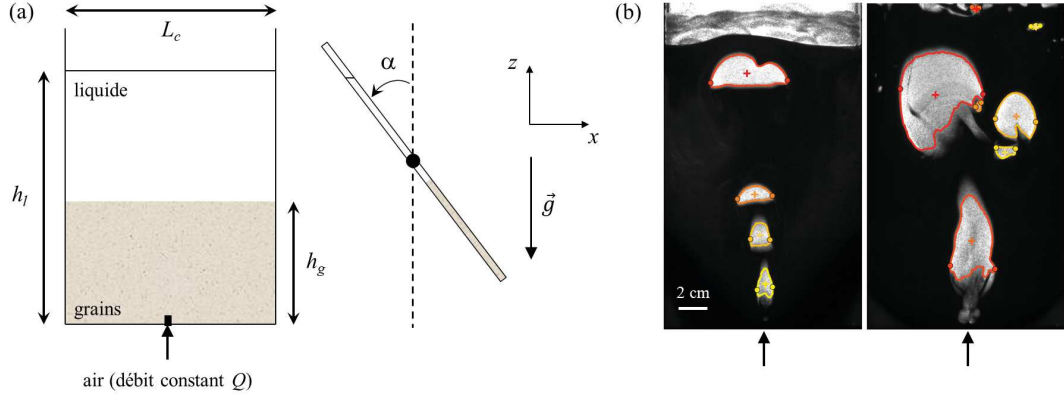 (a)
L_c
liquide
h_l
grains
h_g
air (débit constant Q)
α
z
x
g⃗
(b)
2 cm